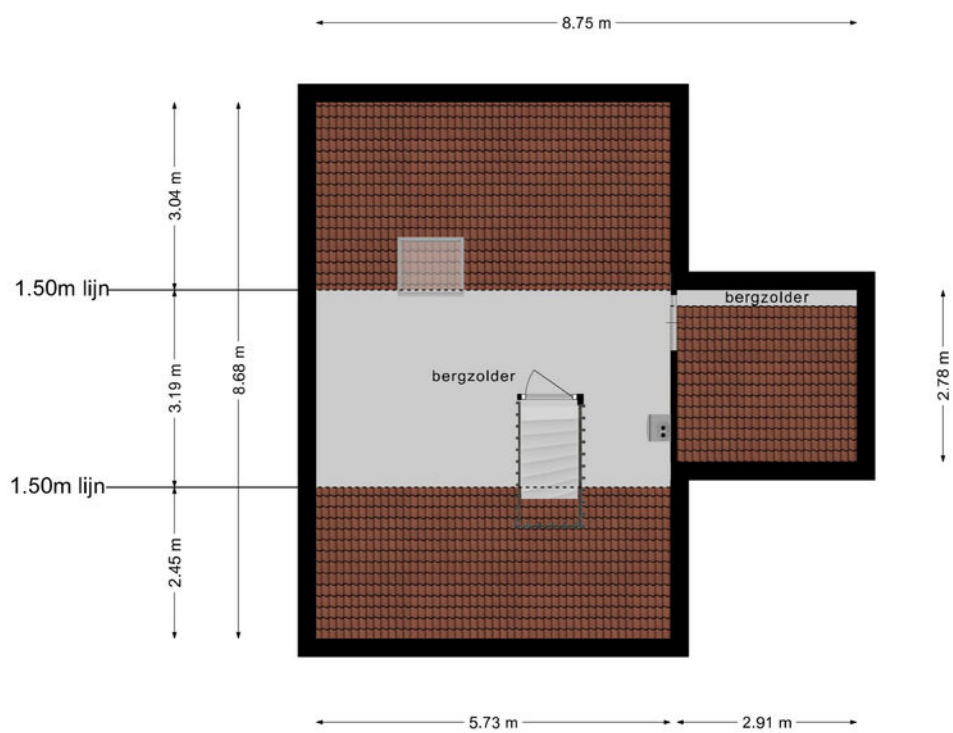 8.75 m
3.04 m
1.50m lijn
bergzolder
8.68 m
3.19 m
2.78 m
bergzolder
1.50m lijn
2.45 m
5.73 m
2.91 m